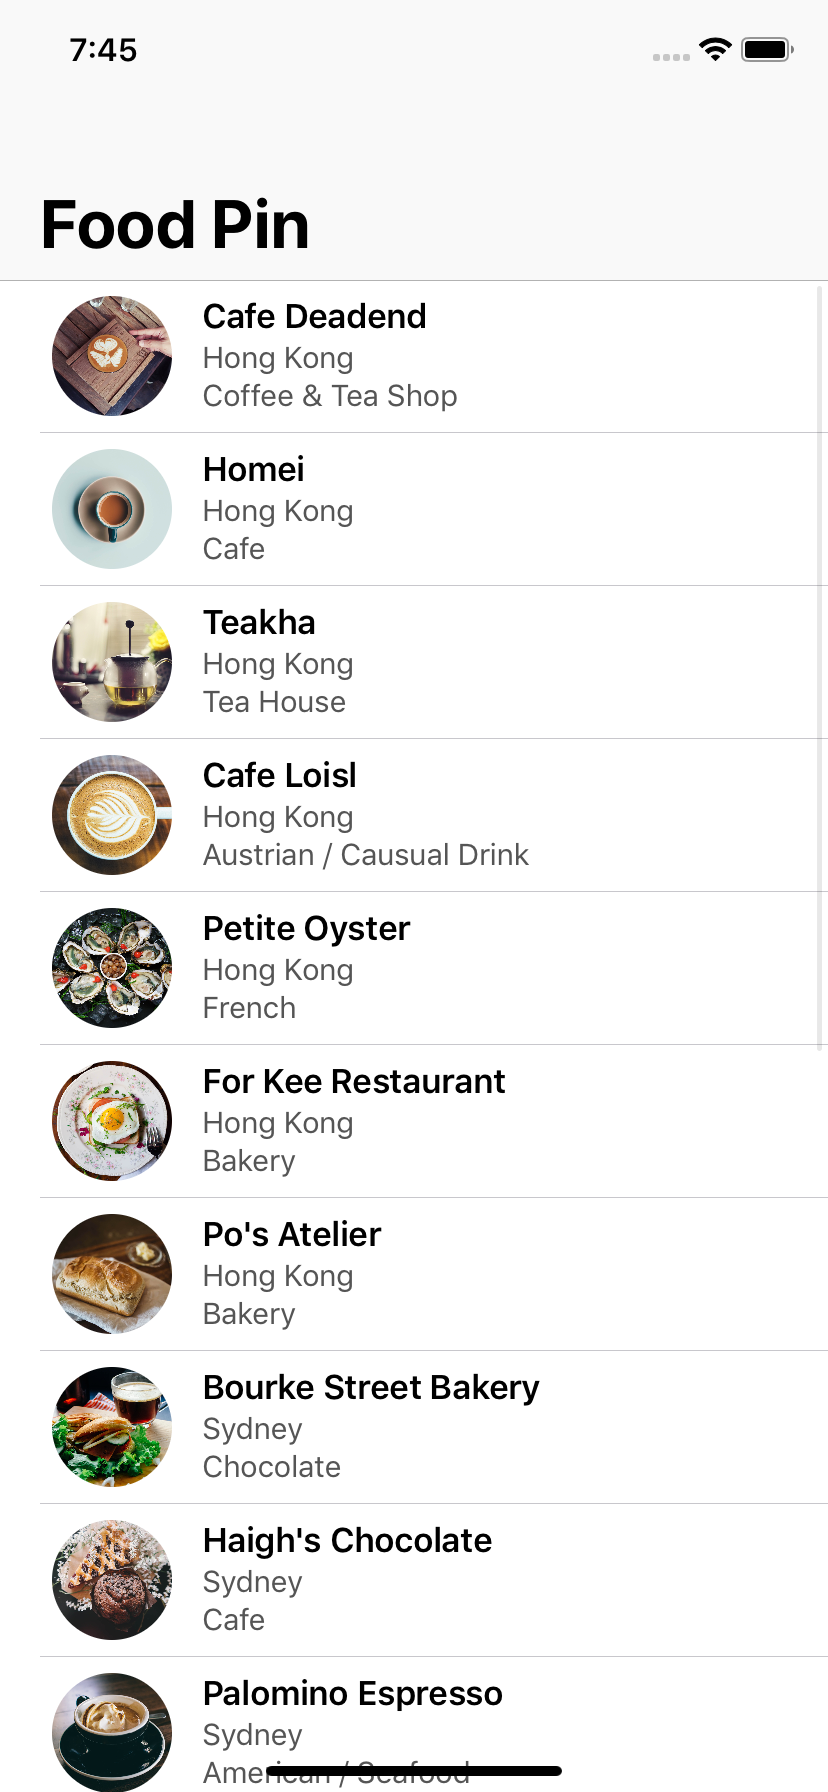 7:45
Food Pin
Cafe Deadend
Hong Kong
Coffee & Tea Shop
Homei
Hong Kong
Cafe
Teakha
Hong Kong
Tea House
Cafe Loisl
Hong Kong
Austrian / Causual Drink
Petite Oyster
Hong Kong
French
For Kee Restaurant
Hong Kong
Bakery
Po's Atelier
Hong Kong
Bakery
Bourke Street Bakery
Sydney
Chocolate
Haigh's Chocolate
Sydney
Cafe
Palomino Espresso
Sydney
American / Seafood